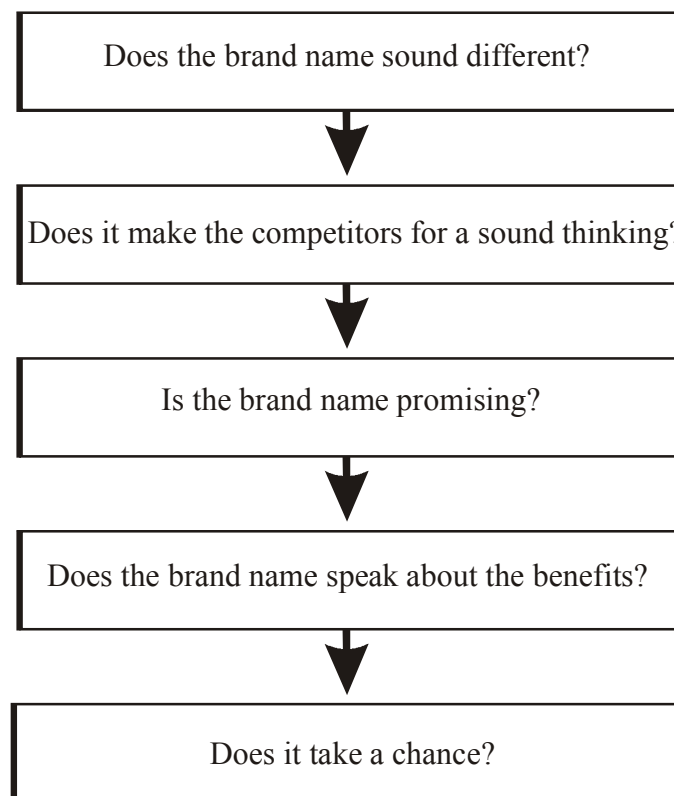 Does the brand name sound different?
Does it make the competitors for a sound thinking?
Is the brand name promising?
Does the brand name speak about the benefits?
Does it take a chance?